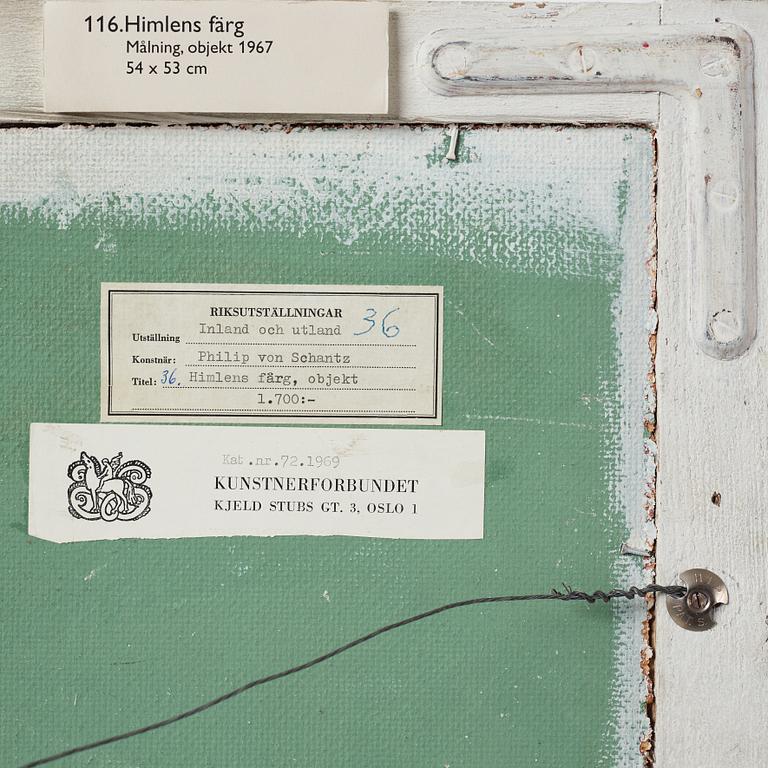 116.Himlens färg
Målning, objekt 1967
54 x 53 cm
RIKSUTSTÄLLNINGAR
Utställning Inland och utland 36
Konstnär: Philip von Schantz
Titel: 36. Himlens färg, objekt
1.700:-
Kat.nr.72.1969
KUNSTNERFORBUNDET
KJELD STUBS GT. 3, OSLO 1